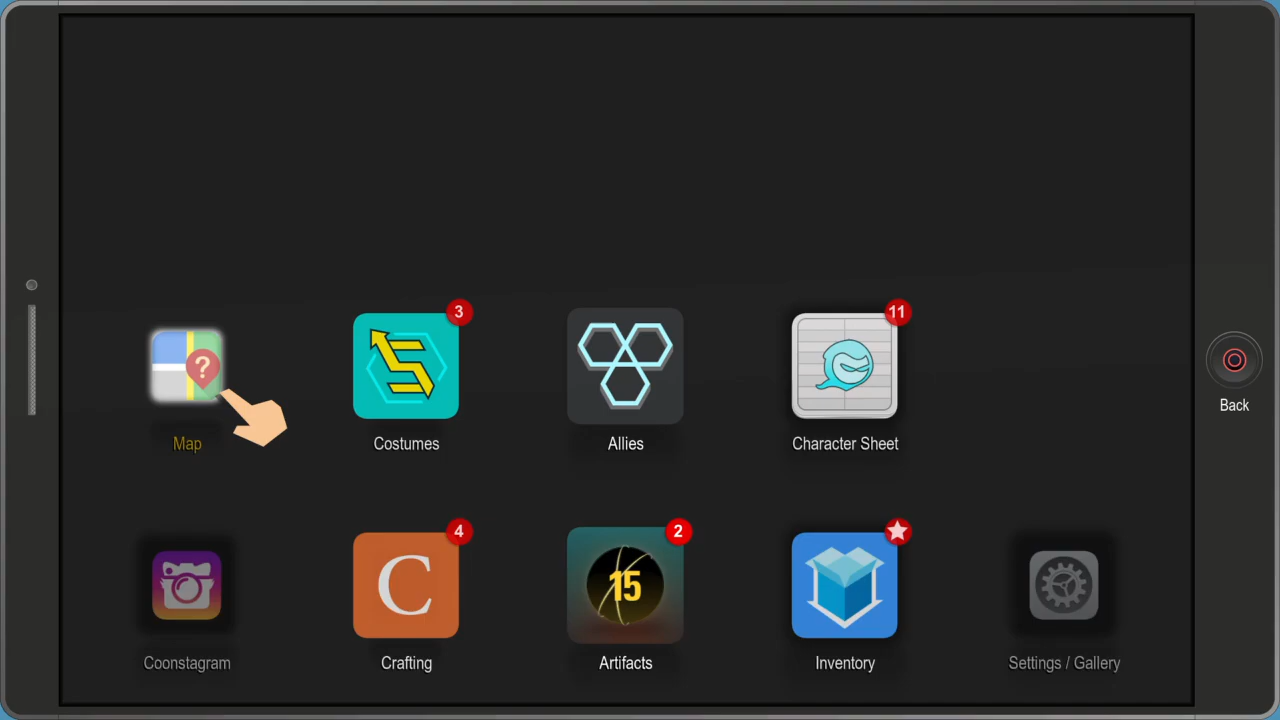 3
11
?
Map
Costumes
Allies
Character Sheet
Back
4
2
C
15
Coonstagram
Crafting
Artifacts
Inventory
Settings / Gallery